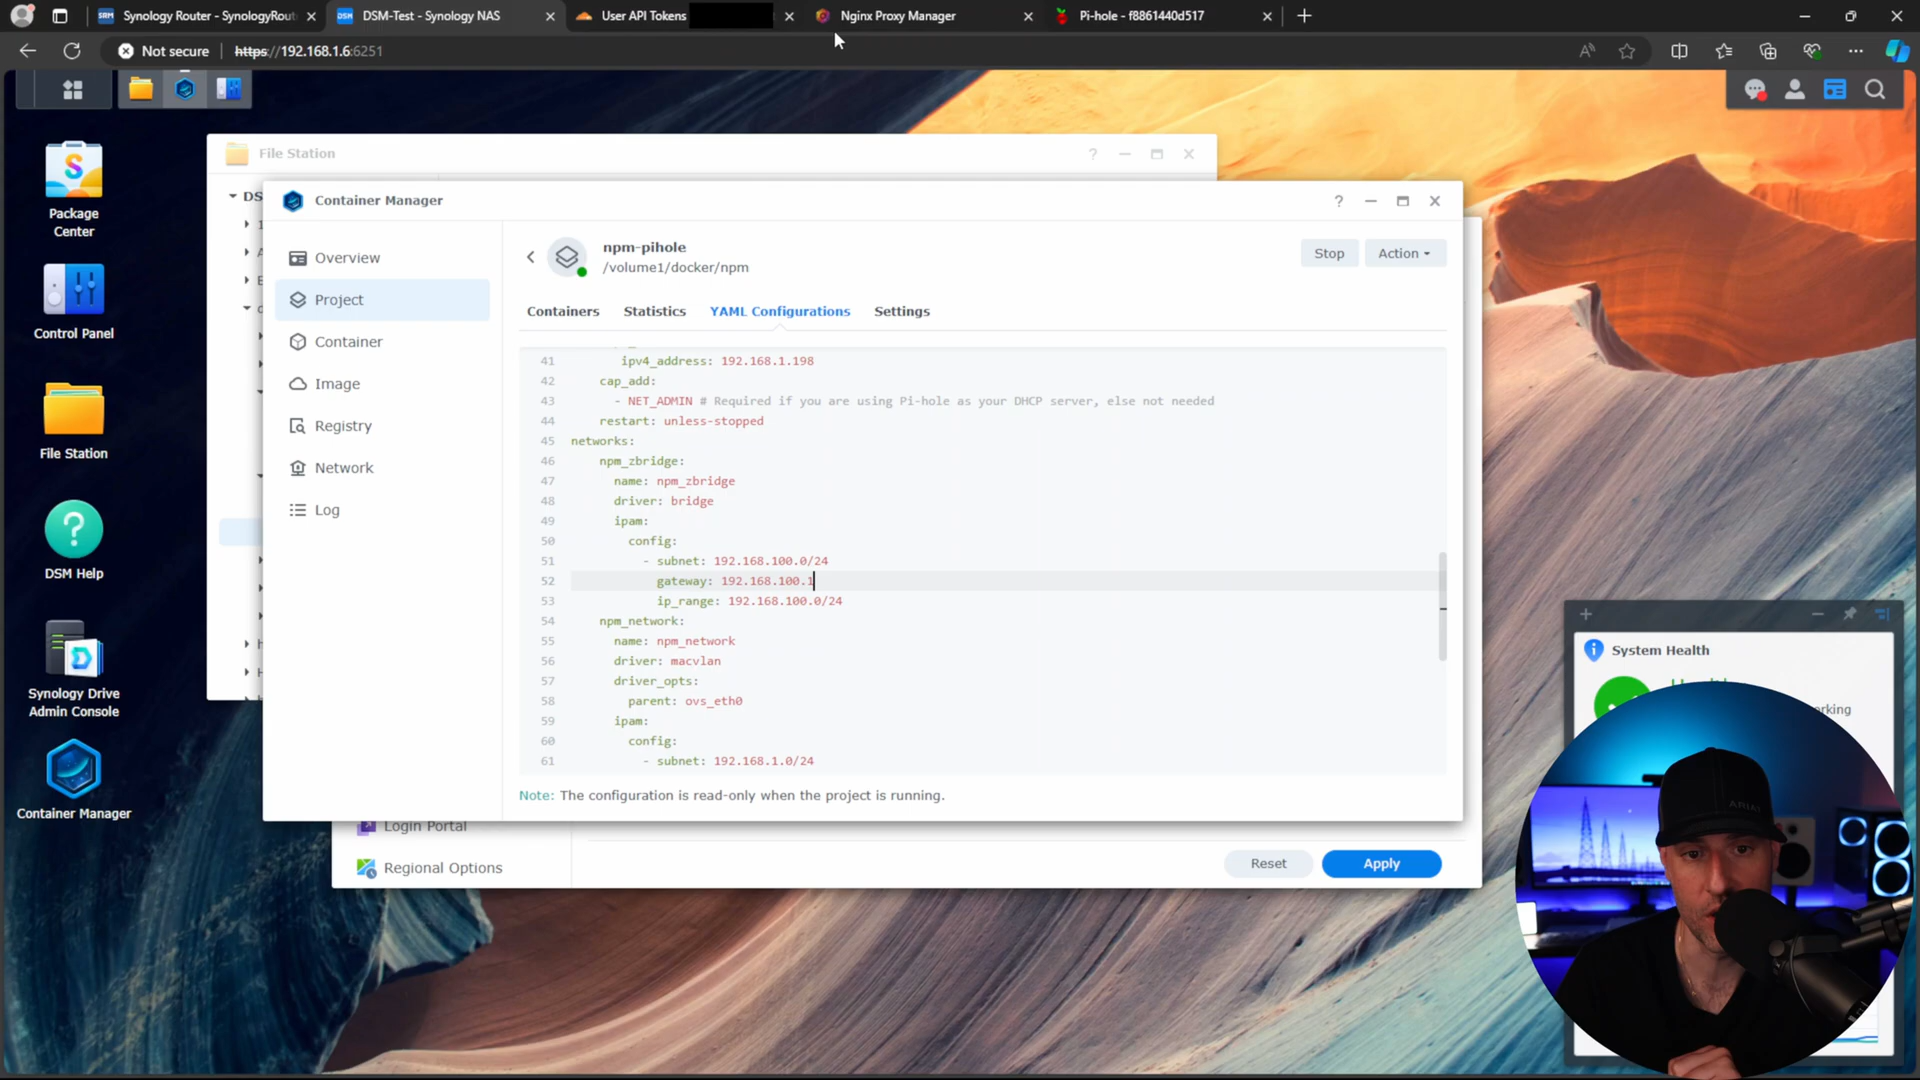 SRM Synology Router - SynologyRout
DSM DSM-Test - Synology NAS
User API Tokens
Nginx Proxy Manager
Pi-hole - f8861440d517
Not secure https://192.168.1.6:6251
Package Center
Control Panel
File Station
DSM Help
Synology Drive Admin Console
Container Manager
File Station
DS
Container Manager
Overview
Project
Container
Image
Registry
Network
Log
npm-pihole
/volume1/docker/npm
Stop
Action
Containers
Statistics
YAML Configurations
Settings
41 ipv4_address: 192.168.1.198
42 cap_add:
43 - NET_ADMIN # Required if you are using Pi-hole as your DHCP server, else not needed
44 restart: unless-stopped
45 networks:
46 npm_zbridge:
47 name: npm_zbridge
48 driver: bridge
49 ipam:
50 config:
51 - subnet: 192.168.100.0/24
52 gateway: 192.168.100.1
53 ip_range: 192.168.100.0/24
54 npm_network:
55 name: npm_network
56 driver: macvlan
57 driver_opts:
58 parent: ovs_eth0
59 ipam:
60 config:
61 - subnet: 192.168.1.0/24
Note: The configuration is read-only when the project is running.
Login Portal
Regional Options
Reset
Apply
System Health
rking